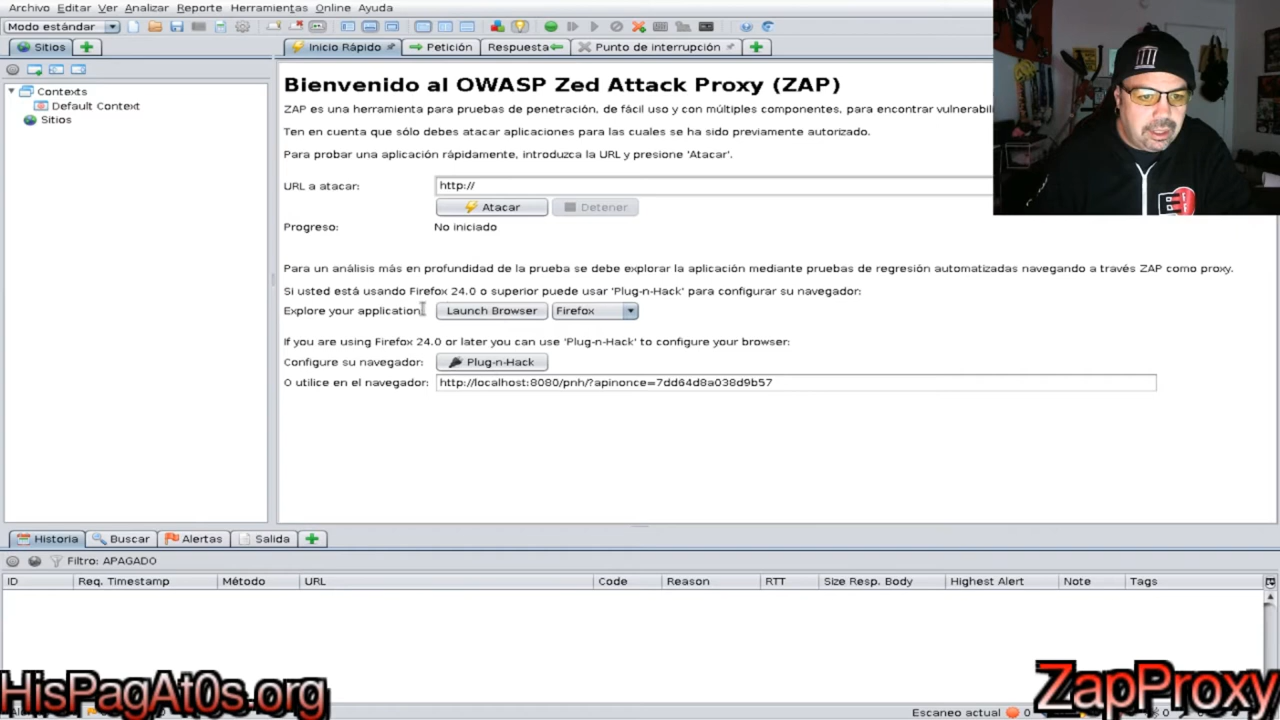 Archivo Editar Ver Analizar Reporte Herramientas Online Ayuda
Modo estándar
Sitios
Inicio Rápido
Petición
Respuesta
Punto de interrupción
Contexts
Default Context
Sitios
Bienvenido al OWASP Zed Attack Proxy (ZAP)
ZAP es una herramienta para pruebas de penetración, de fácil uso y con múltiples componentes, para encontrar
Ten en cuenta que sólo debes atacar aplicaciones para las cuales se ha sido previamente autorizado.
Para probar una aplicación rápidamente, introduzca la URL y presione 'Atacar'.
URL a atacar: http://
Atacar Detener
Progreso: No iniciado
Para un análisis más en profundidad de la prueba se debe explorar la aplicación mediante pruebas de regresión automatizadas navegando a través ZAP como proxy.
Si usted está usando Firefox 24.0 o superior puede usar 'Plug-n-Hack' para configurar su navegador:
Explore your application: Launch Browser Firefox
If you are using Firefox 24.0 or later you can use 'Plug-n-Hack' to configure your browser:
Configure su navegador: Plug-n-Hack
O utilice en el navegador: http://localhost:8080/pnh/?apinonce=7dd64d8a038d9b57
Historia Buscar Alertas Salida
Filtro: APAGADO
ID Req. Timestamp Método URL Code Reason RTT Size Resp. Body Highest Alert Note Tags
HisPagAt0s.org
ZapProxy
Escaneo actual 0